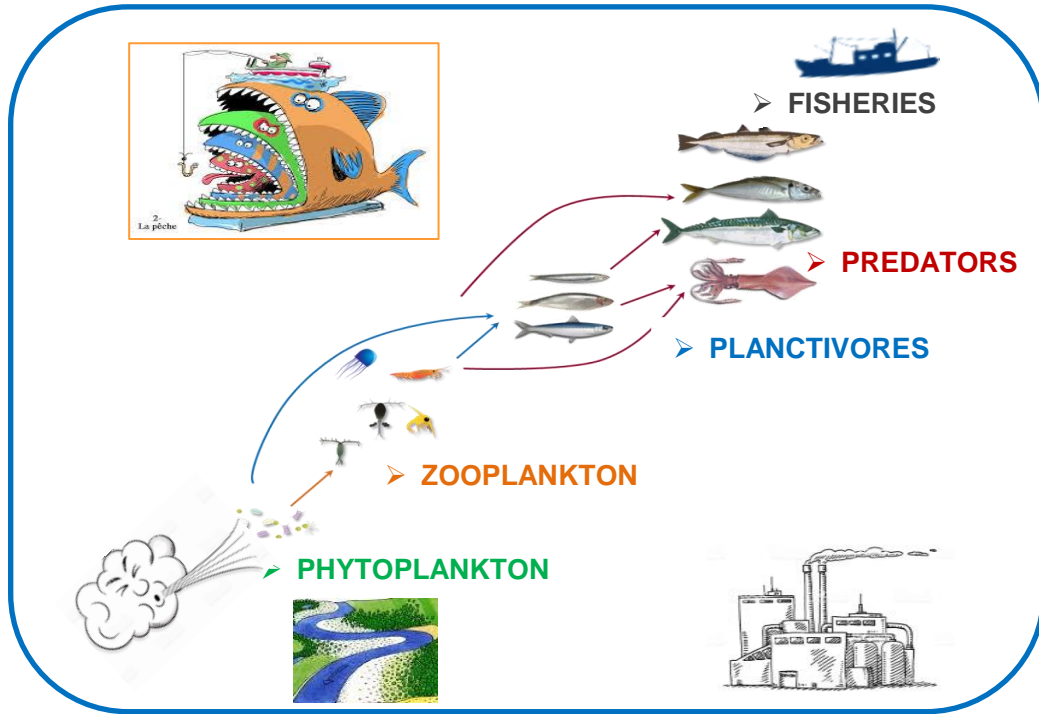 2-
La pêche
➢ FISHERIES
➢ PREDATORS
➢ PLANCTIVORES
➢ ZOOPLANKTON
➢ PHYTOPLANKTON